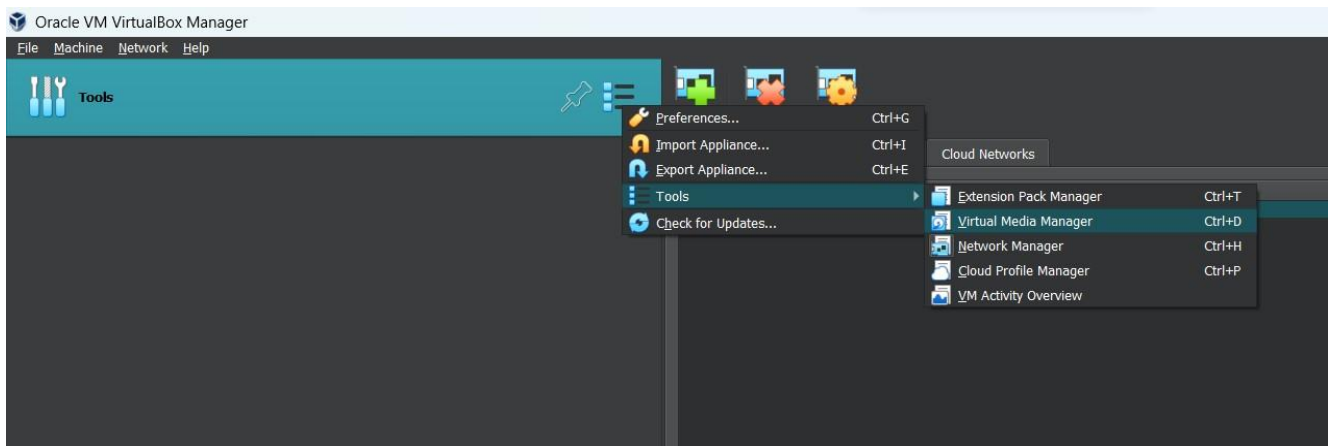 Oracle VM VirtualBox Manager
File Machine Network Help
Tools
Preferences... Ctrl+G
Import Appliance... Ctrl+I
Export Appliance... Ctrl+E
Tools
Check for Updates...
Cloud Networks
Extension Pack Manager Ctrl+T
Virtual Media Manager Ctrl+D
Network Manager Ctrl+H
Cloud Profile Manager Ctrl+P
VM Activity Overview